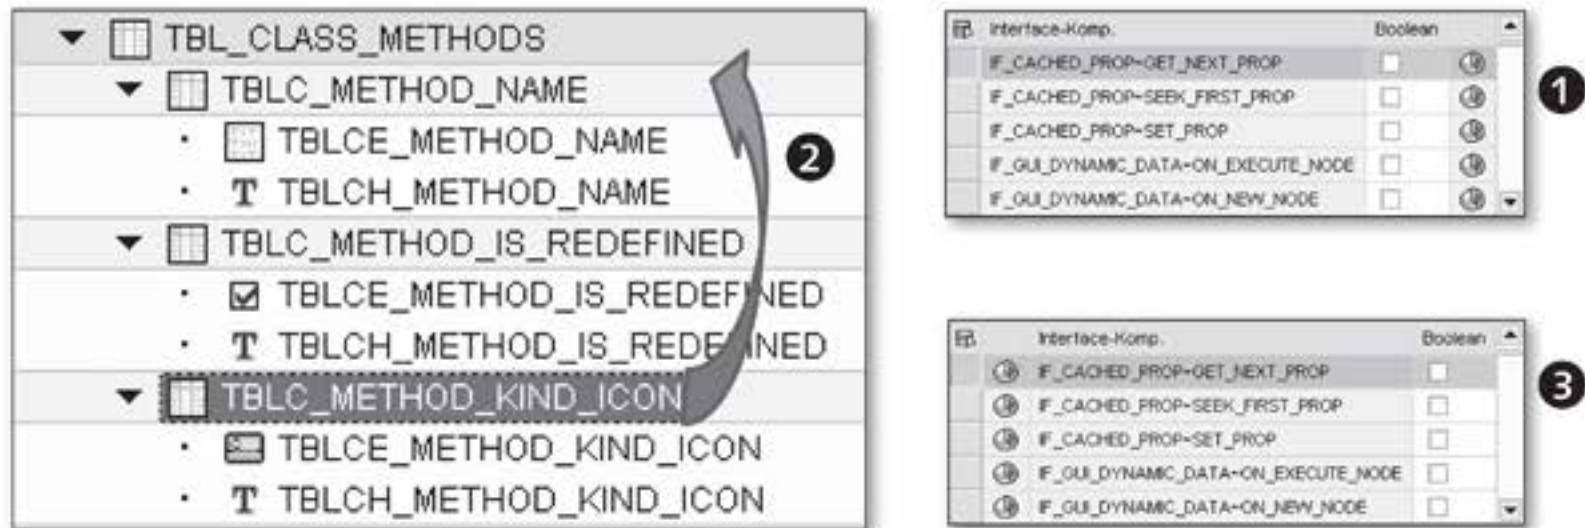 TBL_CLASS_METHODS
TBLC_METHOD_NAME
TBLCE_METHOD_NAME
TBLCH_METHOD_NAME
TBLC_METHOD_IS_REDEFINED
TBLCE_METHOD_IS_REDEFINED
TBLCH_METHOD_IS_REDEFINED
TBLC_METHOD_KIND_ICON
TBLCE_METHOD_KIND_ICON
TBLCH_METHOD_KIND_ICON
2
Interface-Komp. Boolean
IF_CACHED_PROP~GET_NEXT_PROP
IF_CACHED_PROP~SEEK_FIRST_PROP
IF_CACHED_PROP~SET_PROP
IF_GUI_DYNAMIC_DATA~ON_EXECUTE_NODE
IF_GUI_DYNAMIC_DATA~ON_NEW_NODE
1
Interface-Komp. Boolean
IF_CACHED_PROP~GET_NEXT_PROP
IF_CACHED_PROP~SEEK_FIRST_PROP
IF_CACHED_PROP~SET_PROP
IF_GUI_DYNAMIC_DATA~ON_EXECUTE_NODE
IF_GUI_DYNAMIC_DATA~ON_NEW_NODE
3